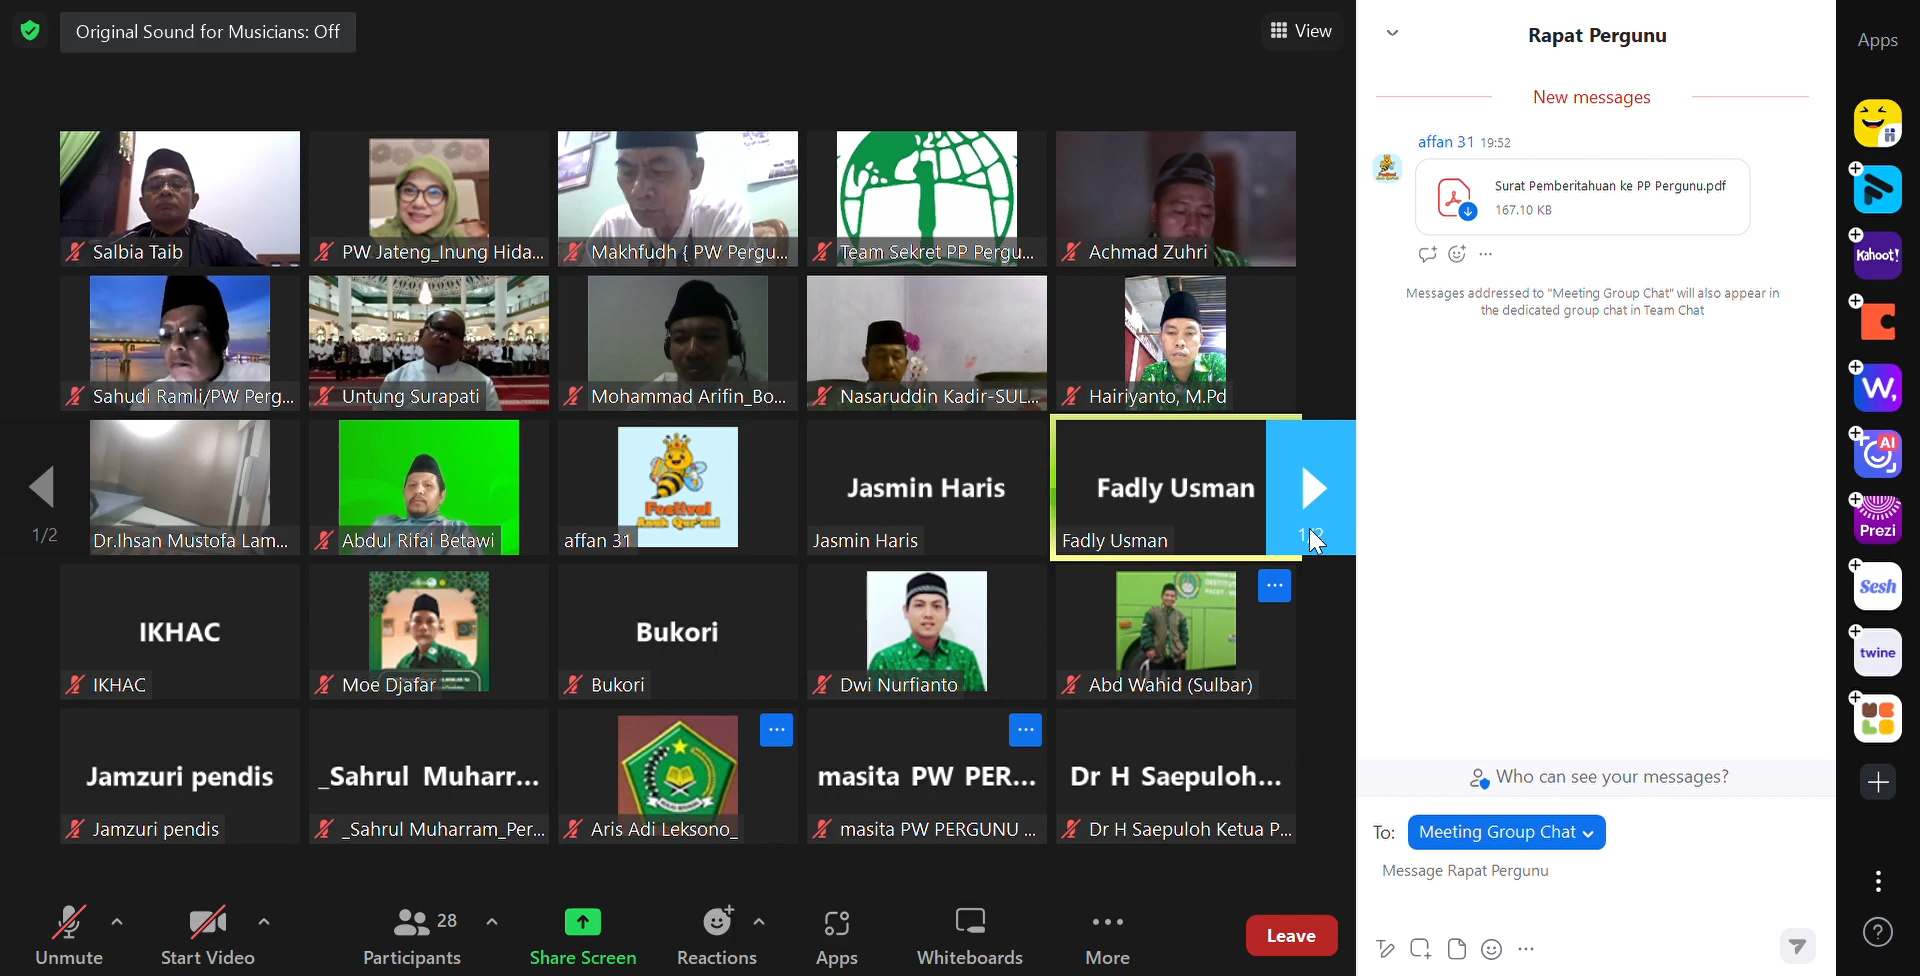 Original Sound for Musicians: Off
View
Salbia Taib
PW Jateng_Inung Hida...
Makhfudh { PW Pergu...
Team Sekret PP Pergu...
Achmad Zuhri
Sahudi Ramli/PW Perg...
Untung Surapati
Mohammad Arifin_Bo...
Nasaruddin Kadir-SUL...
Hairiyanto, M.Pd
1/2
Dr.Ihsan Mustofa Lam...
Abdul Rifai Betawi
affan 31
Festival
Anak Qur'ani
Jasmin Haris
Jasmin Haris
Fadly Usman
Fadly Usman
IKHAC
IKHAC
Moe Djafar
Bukori
Bukori
Dwi Nurfianto
Abd Wahid (Sulbar)
Jamzuri pendis
Jamzuri pendis
_Sahrul Muharr...
_Sahrul Muharram_Per...
Aris Adi Leksono_
masita PW PER...
masita PW PERGUNU ...
Dr H Saepuloh...
Dr H Saepuloh Ketua P...
Unmute
Start Video
28
Participants
Share Screen
Reactions
Apps
Whiteboards
More
Leave
Rapat Pergunu
New messages
affan 31 19:52
Surat Pemberitahuan ke PP Pergunu.pdf
167.10 KB
Messages addressed to "Meeting Group Chat" will also appear in
the dedicated group chat in Team Chat
Who can see your messages?
To: Meeting Group Chat
Message Rapat Pergunu
Apps
Kahoot!
AI
Prezi
Sesh
twine